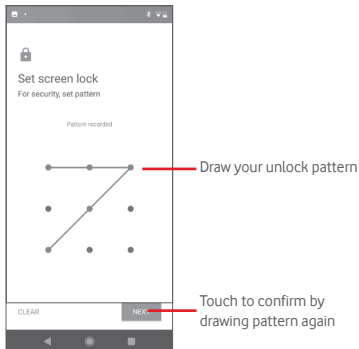 Set screen lock
For security, set pattern
Pattern recorded
Draw your unlock pattern
Touch to confirm by
drawing pattern again
CLEAR
NEXT